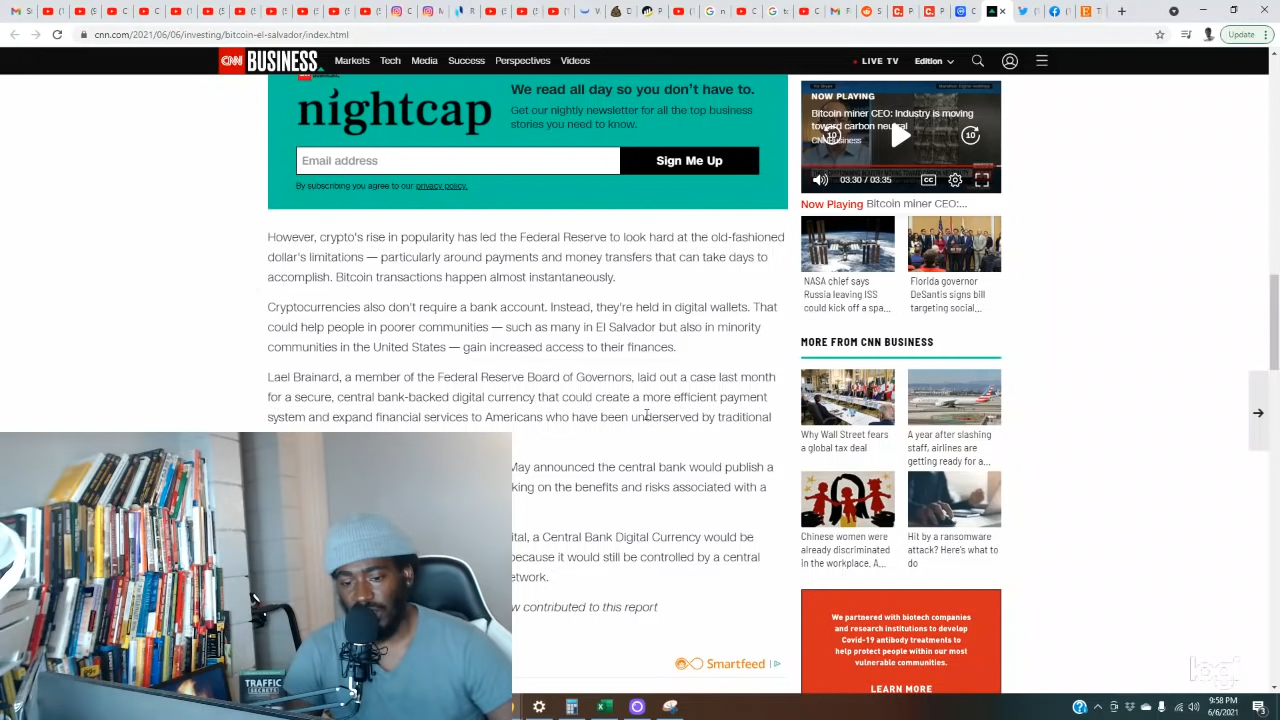 cnn.com/2021/06/06/investing/bitcoin-el-salvador/index.html
Update
CNN BUSINESS
Markets Tech Media Success Perspectives Videos
LIVE TV Edition
nightcap
We read all day so you don't have to.
Get our nightly newsletter for all the top business
stories you need to know.
Email address
Sign Me Up
By subscribing you agree to our privacy policy.
However, crypto's rise in popularity has led the Federal Reserve to look hard at the old-fashioned
dollar's limitations — particularly around payments and money transfers that can take days to
accomplish. Bitcoin transactions happen almost instantaneously.
Cryptocurrencies also don't require a bank account. Instead, they're held in digital wallets. That
could help people in poorer communities — such as many in El Salvador but also in minority
communities in the United States — gain increased access to their finances.
Lael Brainard, a member of the Federal Reserve Board of Governors, laid out a case last month
for a secure, central bank-backed digital currency that could create a more efficient payment
system and expand financial services to Americans who have been underserved by traditional
May announced the central bank would publish a
king on the benefits and risks associated with a
ital, a Central Bank Digital Currency would be
because it would still be controlled by a central
etwork.
w contributed to this report
Smartfeed
NOW PLAYING
Bitcoin miner CEO: Industry is moving
toward carbon neutral
CNNBusiness
10
10
03:30 / 03:35
CC
Now Playing Bitcoin miner CEO:...
NASA chief says
Russia leaving ISS
could kick off a spa...
Florida governor
DeSantis signs bill
targeting social...
MORE FROM CNN BUSINESS
Why Wall Street fears
a global tax deal
A year after slashing
staff, airlines are
getting ready for a...
Chinese women were
already discriminated
in the workplace. A...
Hit by a ransomware
attack? Here's what to
do
We partnered with biotech companies
and research institutions to develop
Covid-19 antibody treatments to
help protect people within our most
vulnerable communities.
LEARN MORE
TRAFFIC
SECRETS
logi
9:58 PM
6/6/2021